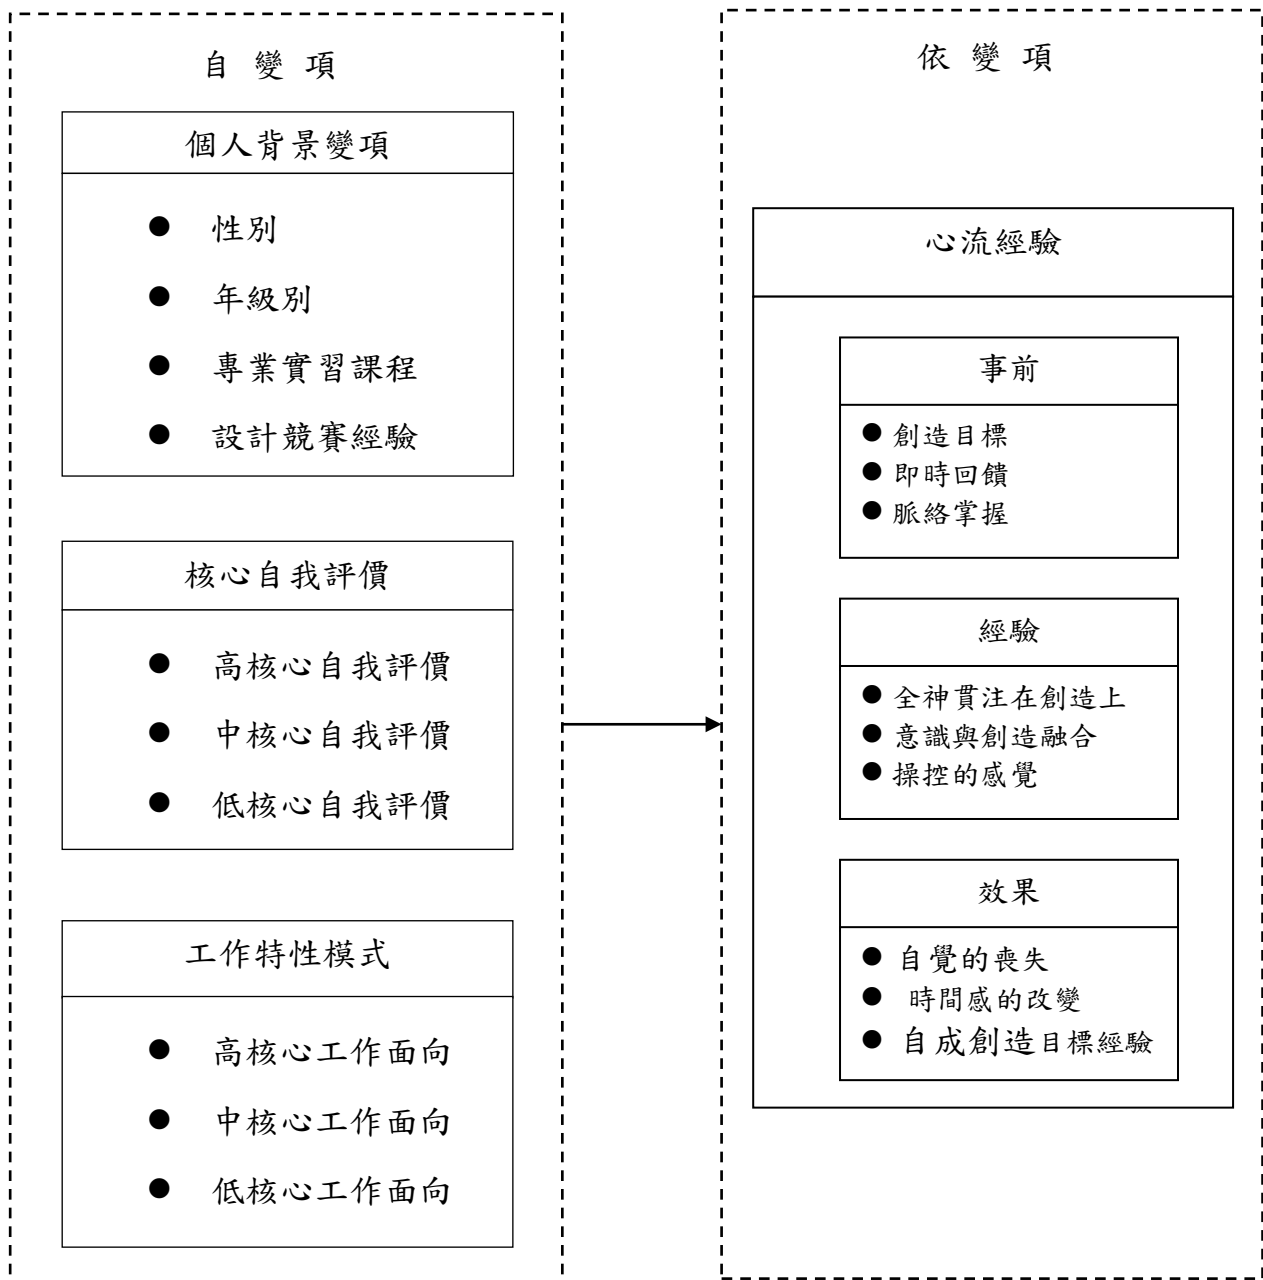 自 變 項
個人背景變項
● 性別
● 年級別
● 專業實習課程
● 設計競賽經驗
核心自我評價
● 高核心自我評價
● 中核心自我評價
● 低核心自我評價
工作特性模式
● 高核心工作面向
● 中核心工作面向
● 低核心工作面向
依 變 項
心流經驗
事前
● 創造目標
● 即時回饋
● 脈絡掌握
經驗
● 全神貫注在創造上
● 意識與創造融合
● 操控的感覺
效果
● 自覺的喪失
● 時間感的改變
● 自成創造目標經驗